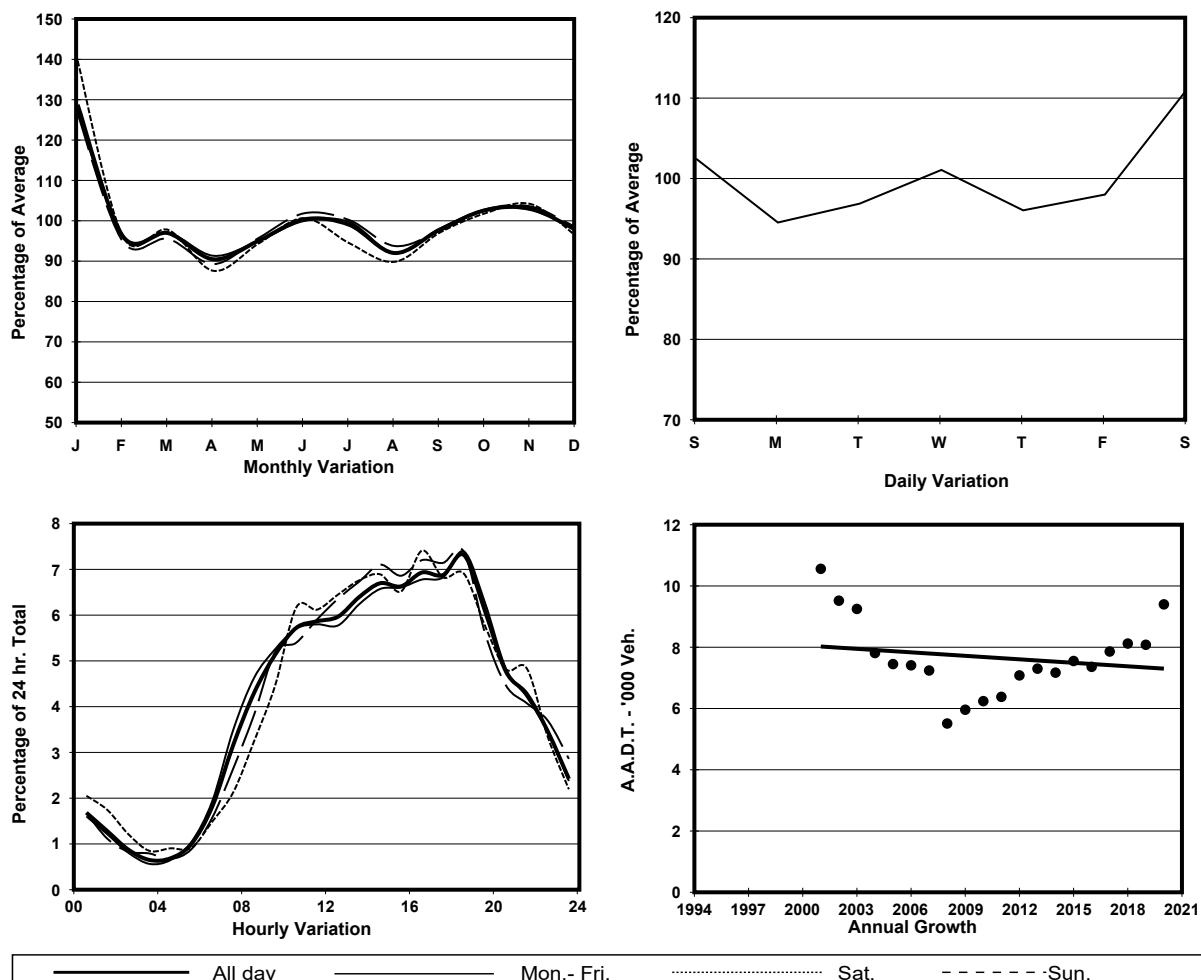 150
140
130
120
110
100
90
80
70
60
50
Percentage of Average
J F M A M J J A S O N D
Monthly Variation
120
110
100
90
80
70
Percentage of Average
S M T W T F S
Daily Variation
8
7
6
5
4
3
2
1
0
Percentage of 24 hr. Total
00 04 08 12 16 20 24
Hourly Variation
12
10
8
6
4
2
0
A.A.D.T. - '000 Veh.
1994 1997 2000 2003 2006 2009 2012 2015 2018 2021
Annual Growth
All day Mon.- Fri. Sat. Sun.